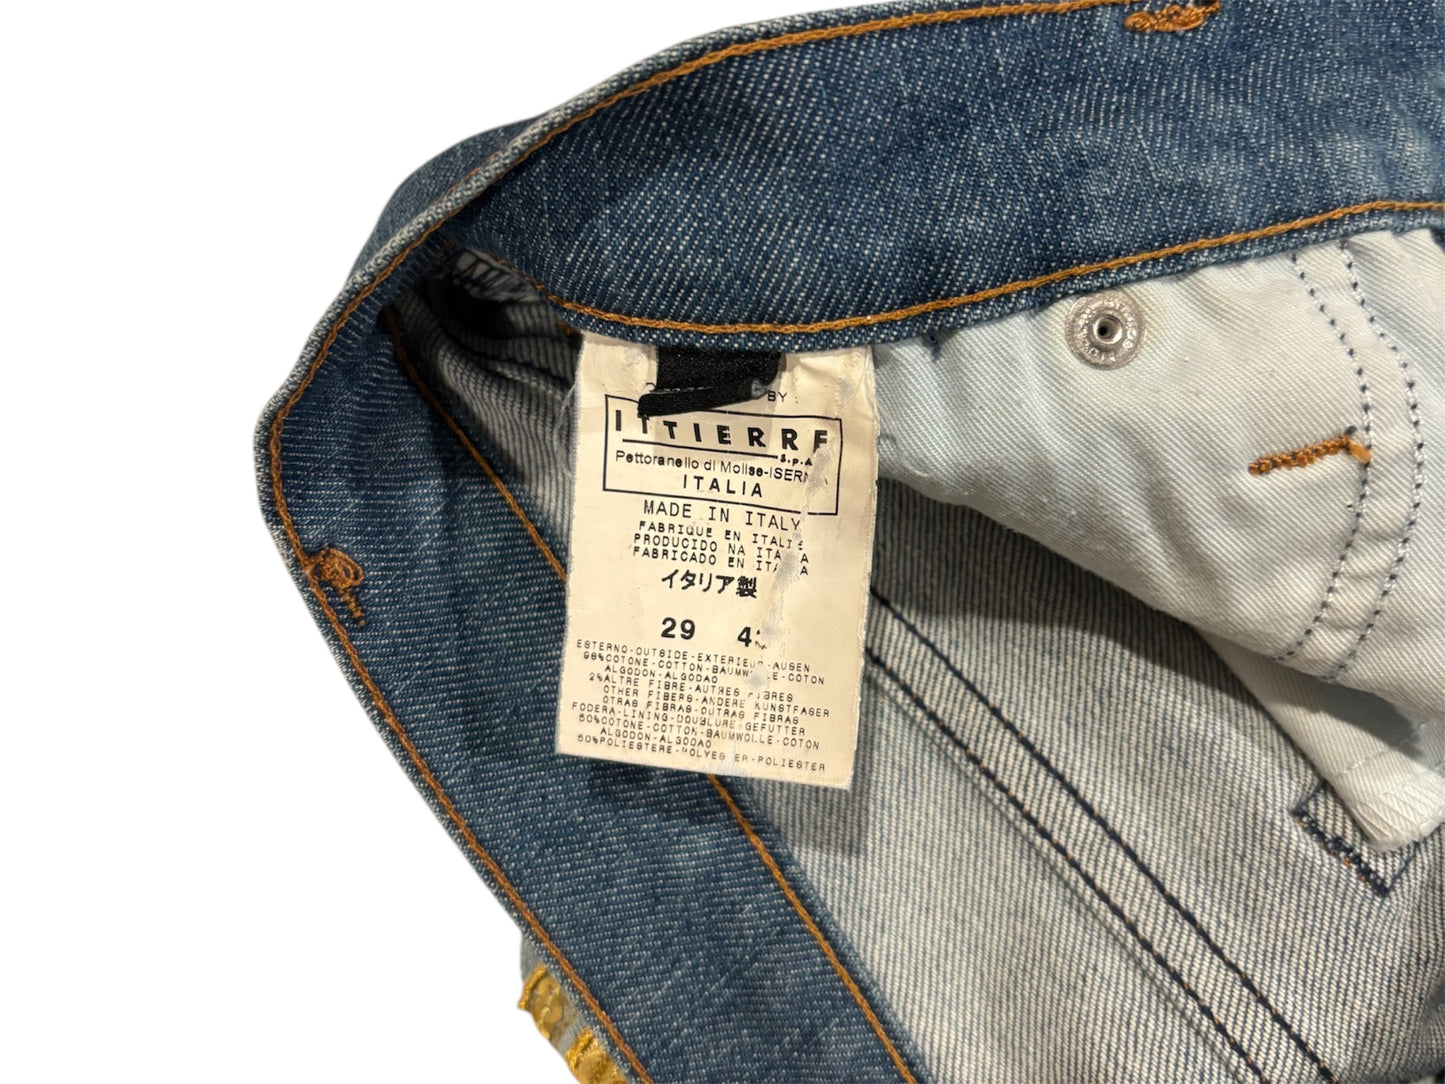 BY
ITTIERRE
S.p.A
Pettoranello di Molise-ISERNIA
ITALIA
MADE IN ITALY
FABRIQUE EN ITALIE
PRODUCIDO NA ITALIA
FABRICADO EN ITALIA
イタリア製
29
ESTERNO-OUTSIDE-EXTERIEUR-AUSEN
98%COTONE-COTTON-BAUMWOLLE-COTON
ALGODON-ALGODAO
2%ALTRE FIBRE-AUTRES FIBRES
OTHER FIBERS-ANDERE KUNSTFASER
OTRAS FIBRAS-OUTRAS FIBRAS
FODERA-LINING-DOUBLURE-GEFUTTER
50%COTONE-COTTON-BAUMWOLLE-COTON
ALGODON-ALGODAO
50%POLIESTERE-POLYESTER-POLIESTER